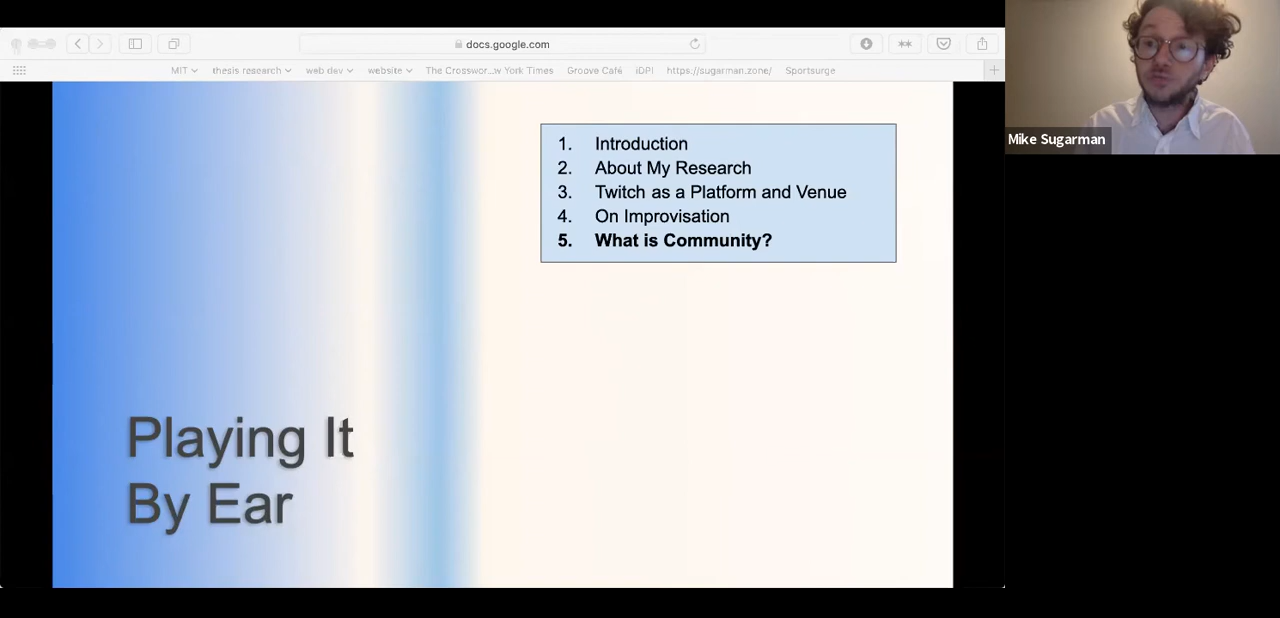 docs.google.com
MIT
thesis research
web dev
website
The Crosswor...w York Times
Groove Café
iDPI
https://sugarman.zone/
Sportsurge
Mike Sugarman
1. Introduction
2. About My Research
3. Twitch as a Platform and Venue
4. On Improvisation
5. What is Community?
Playing It
By Ear